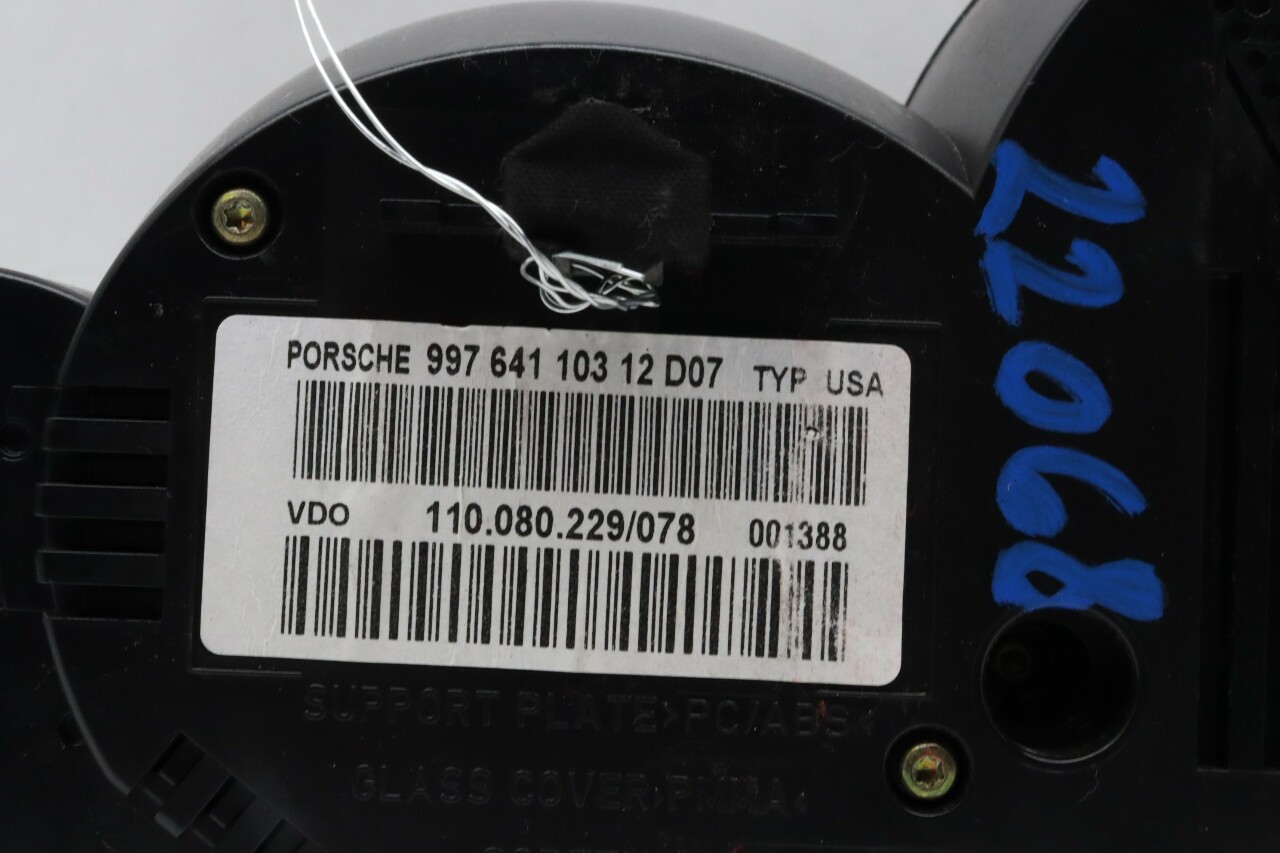 PORSCHE 997 641 103 12 D07 TYP USA
VDO 110.080.229/078 001388
SUPPORT PLATE>PC/ABS<
GLASS COVER>PMMA<
22068